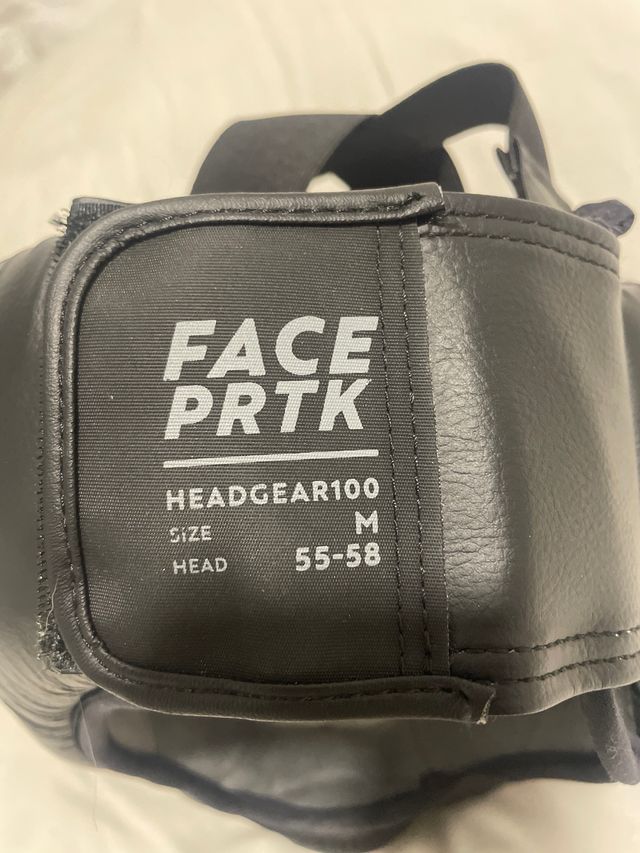 FACE
PRTK
HEADGEAR100
SIZE M
HEAD 55-58